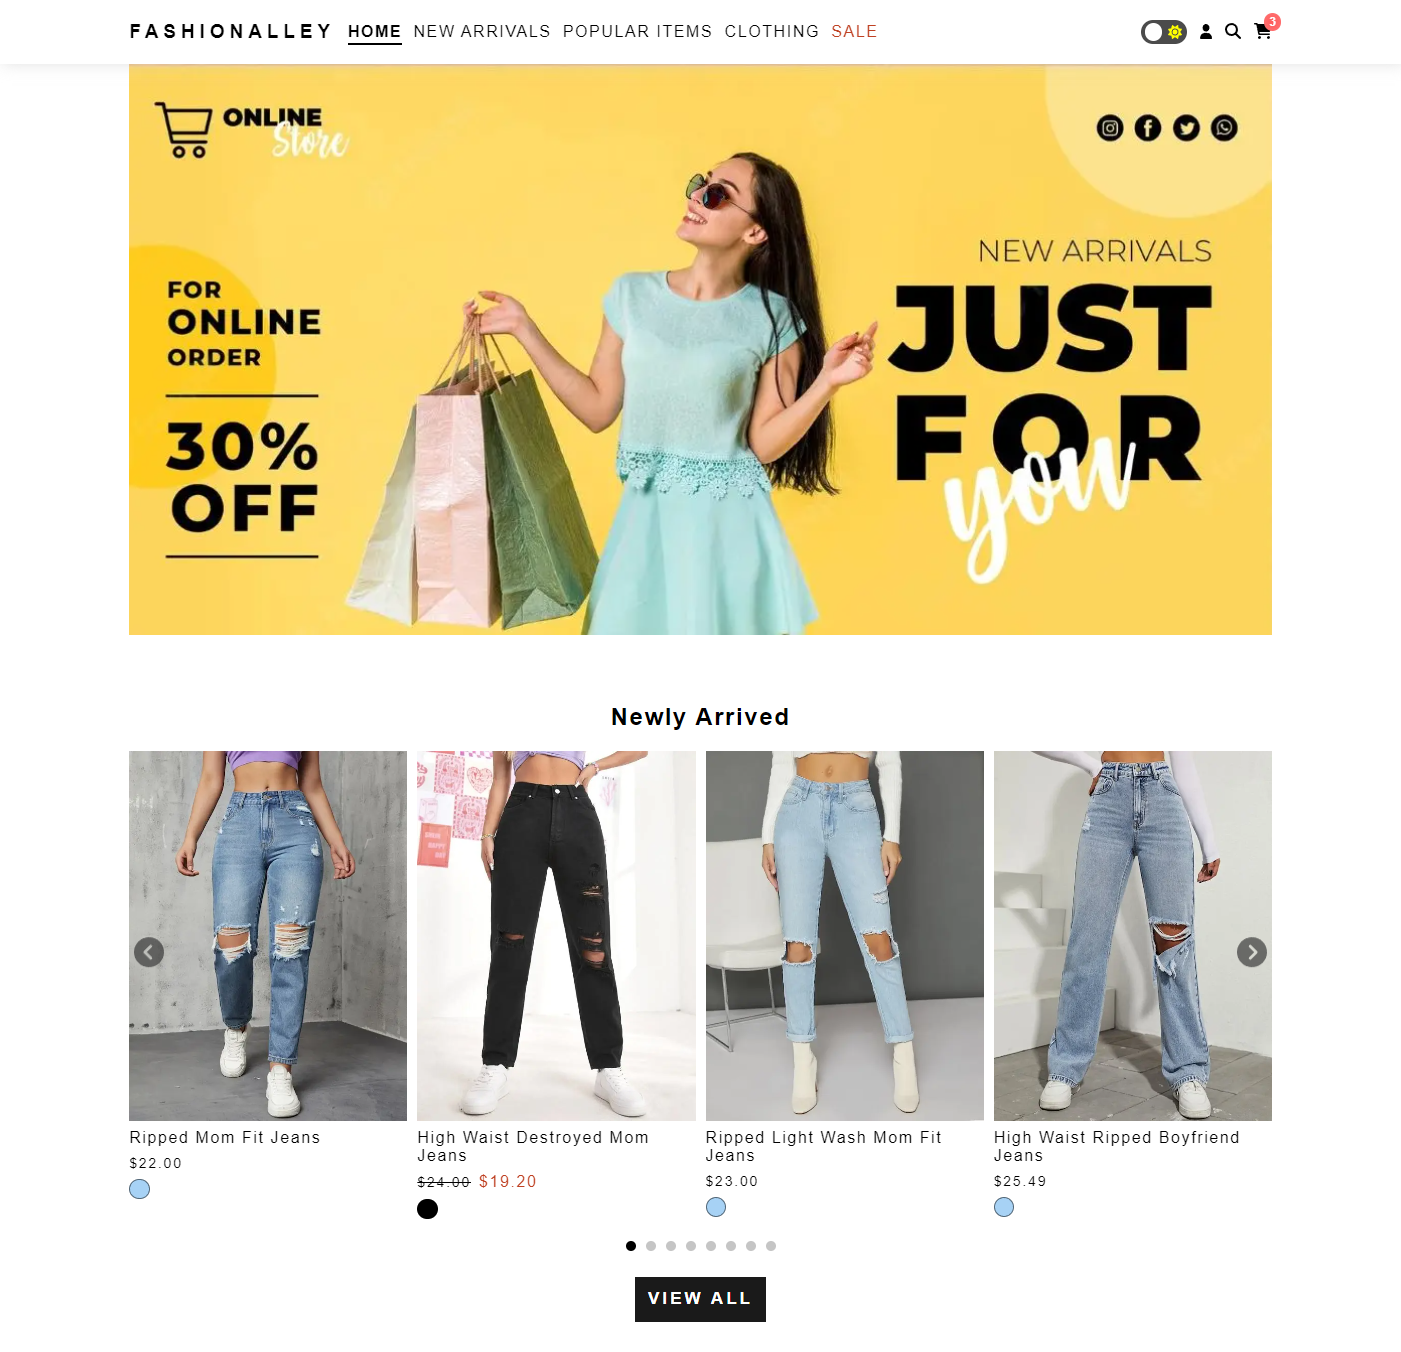 FASHIONALLEY HOME NEW ARRIVALS POPULAR ITEMS CLOTHING SALE
3
ONLINE
Store
NEW ARRIVALS
JUST
FOR
you
FOR
ONLINE
ORDER
30%
OFF
Newly Arrived
Ripped Mom Fit Jeans
$22.00
High Waist Destroyed Mom
Jeans
$24.00 $19.20
Ripped Light Wash Mom Fit
Jeans
$23.00
High Waist Ripped Boyfriend
Jeans
$25.49
VIEW ALL